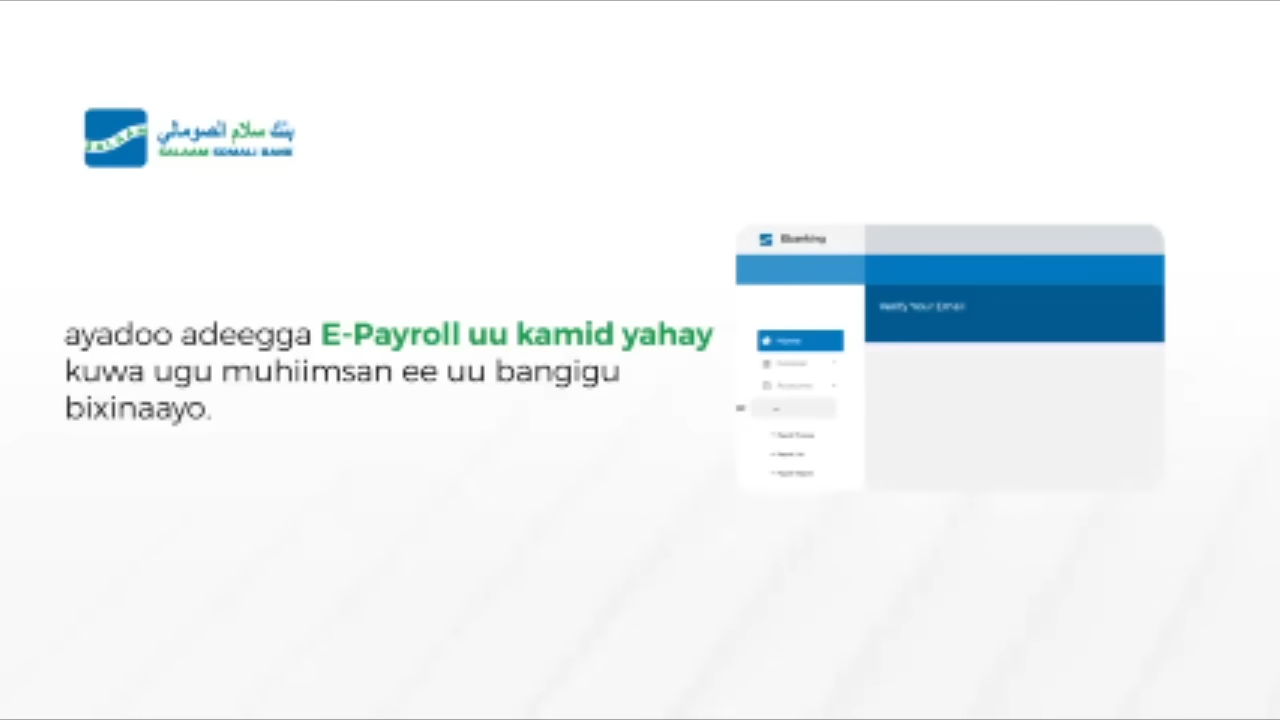 بنك سلام الصومالي
SALAAM SOMALI BANK
ayadoo adeegga E-Payroll uu kamid yahay
kuwa ugu muhiimsan ee uu bangigu
bixinaayo.
Ebanking
Verify Your Email
Home